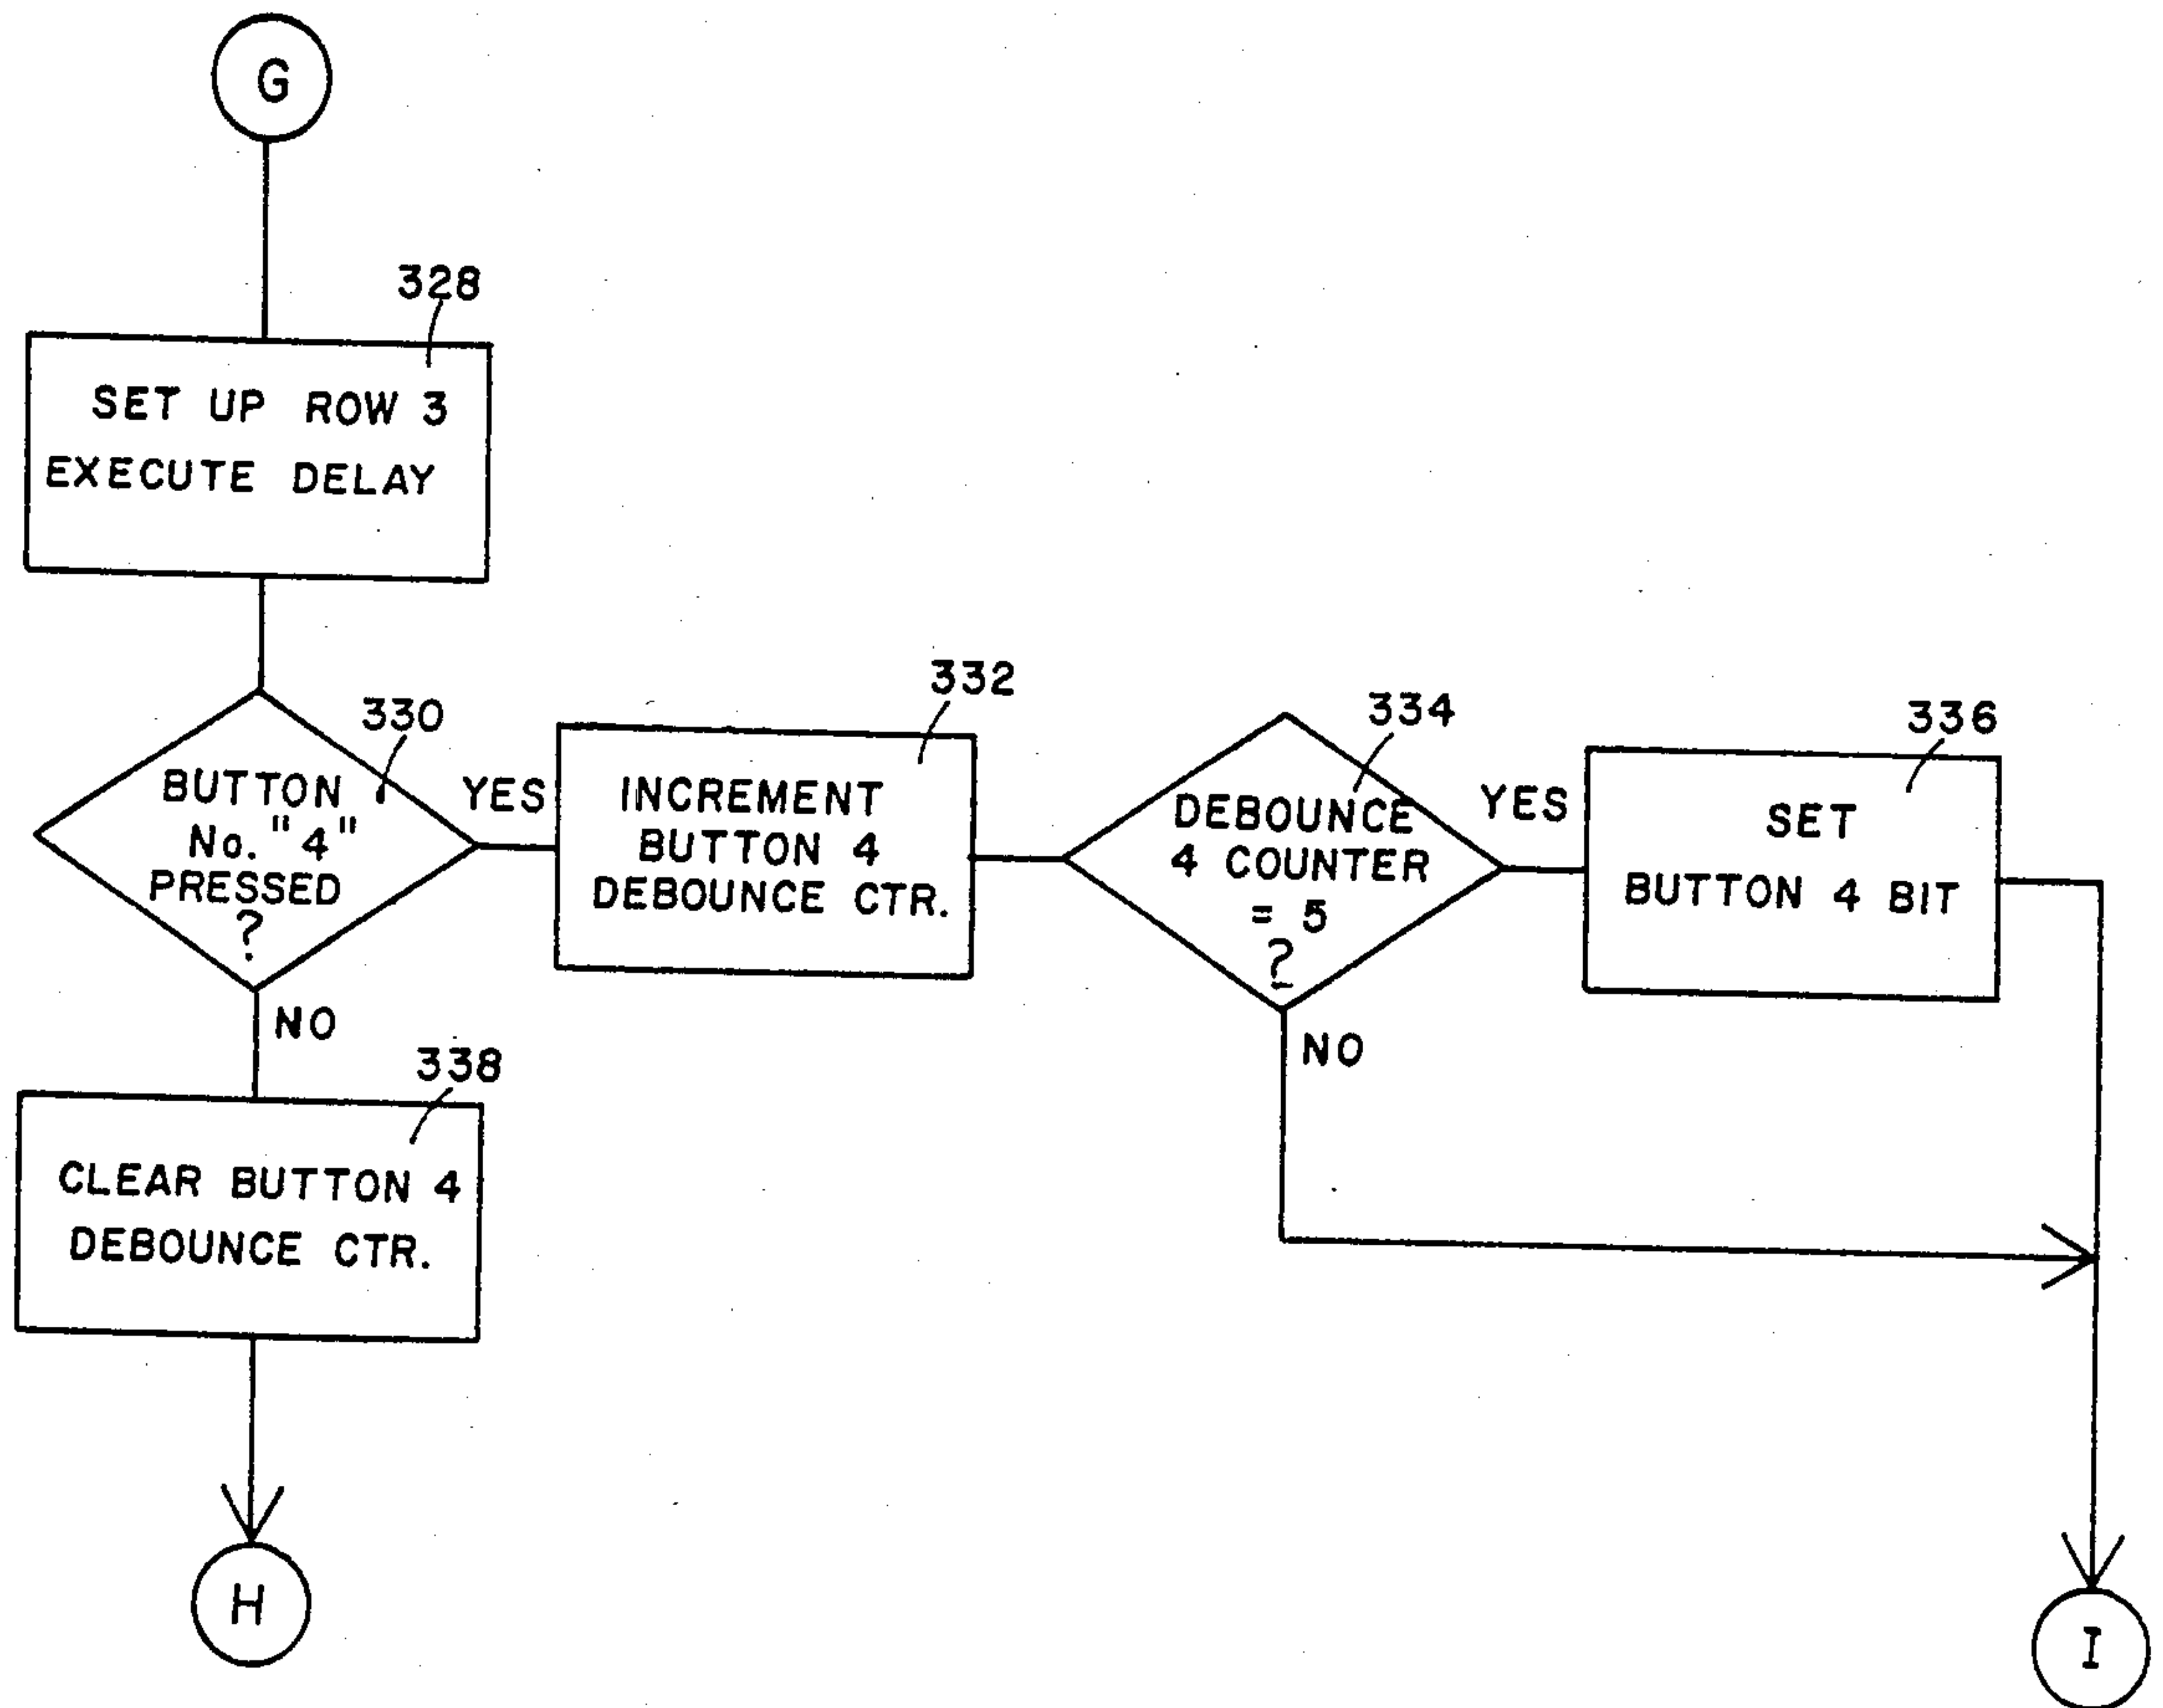 G
328
SET UP ROW 3
EXECUTE DELAY
330
BUTTON
No. "4"
PRESSED
?
YES
NO
332
INCREMENT
BUTTON 4
DEBOUNCE CTR.
334
DEBOUNCE
4 COUNTER
= 5
?
YES
NO
336
SET
BUTTON 4 BIT
338
CLEAR BUTTON 4
DEBOUNCE CTR.
H
I